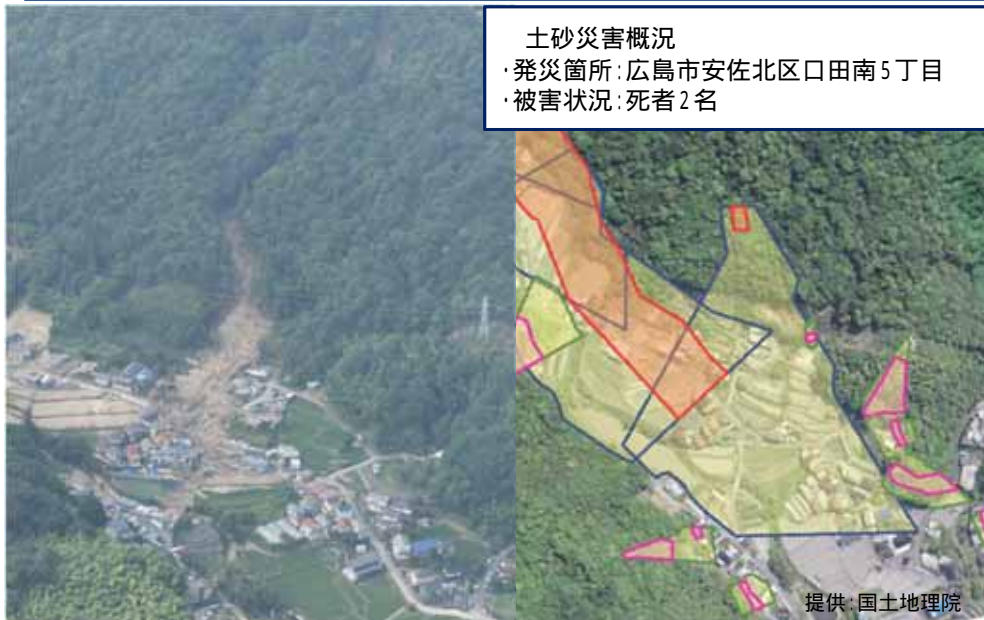 土砂災害概況
・発災箇所:広島市安佐北区口田南5丁目
・被害状況:死者2名
提供:国土地理院